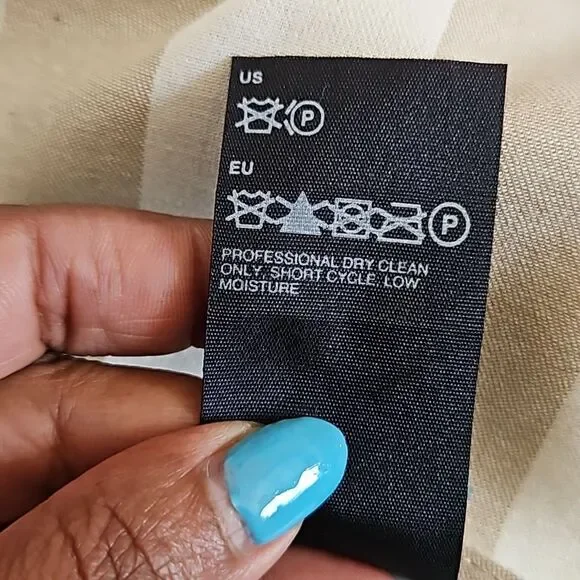 US
P
EU
P
PROFESSIONAL DRY CLEAN
ONLY. SHORT CYCLE. LOW
MOISTURE